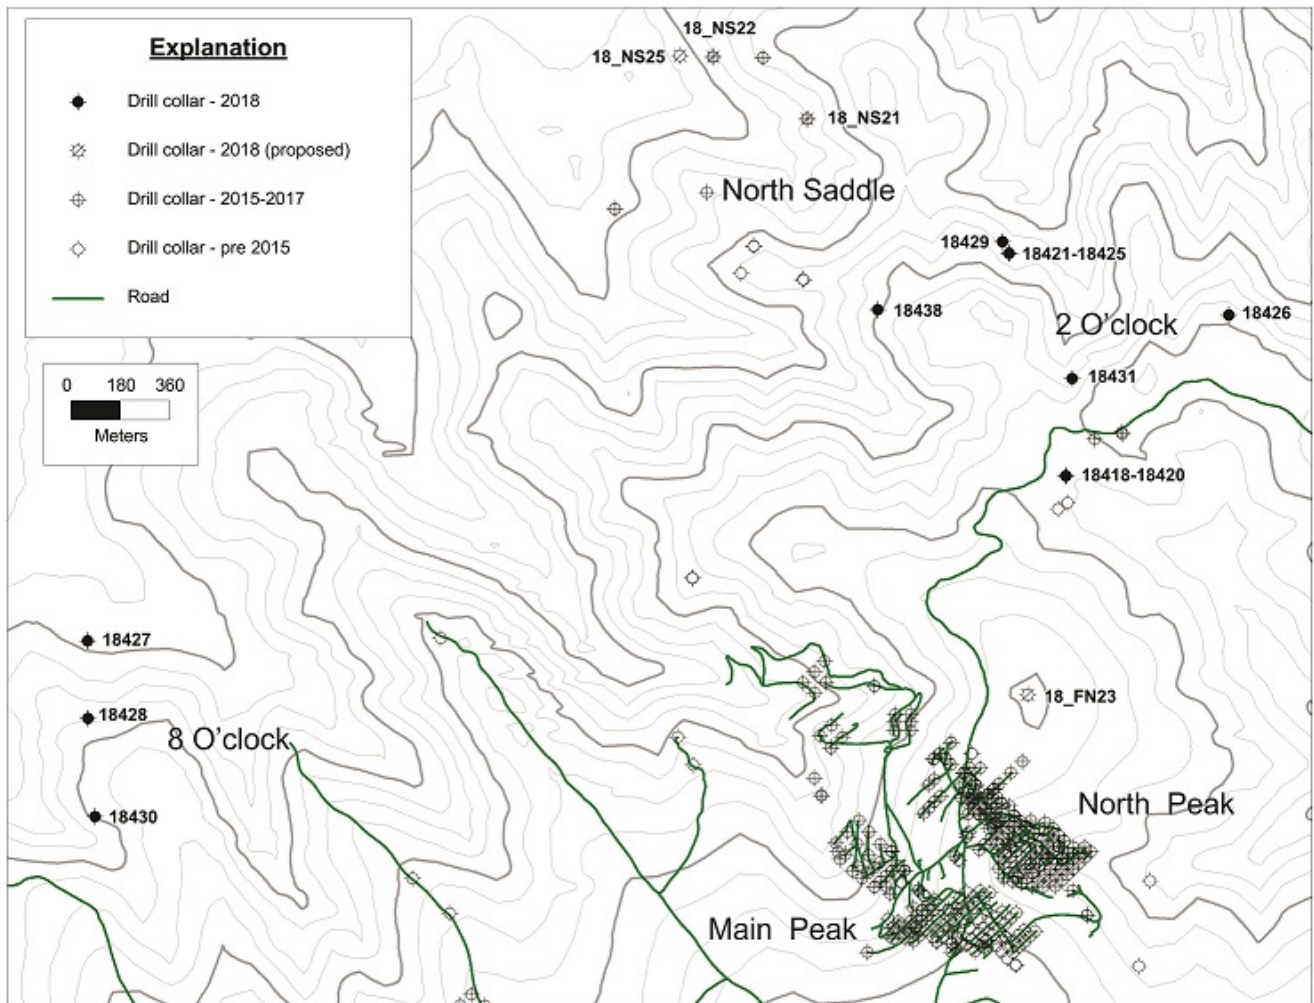 Explanation
Drill collar - 2018
Drill collar - 2018 (proposed)
Drill collar - 2015-2017
Drill collar - pre 2015
Road
0 180 360
Meters
18_NS22
18_NS25
18_NS21
North Saddle
18429
18421-18425
18438
2 O'clock
18426
18431
18418-18420
18427
18428
8 O'clock
18430
18_FN23
North Peak
Main Peak